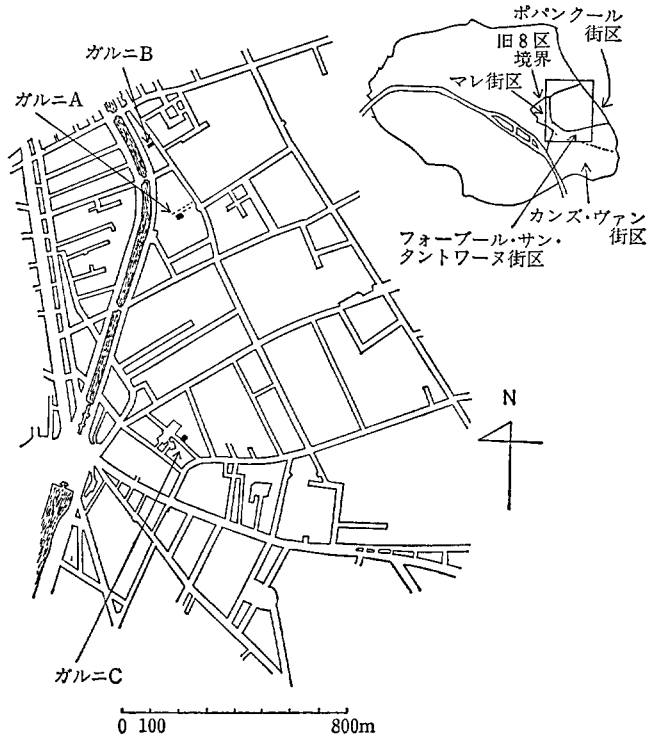 ガルニB
ガルニA
ポパンクール
街区
旧8区
境界
マレ街区
カンズ・ヴァン
街区
フォーブール・サン・
タントワーヌ街区
N
ガルニC
0 100 800m